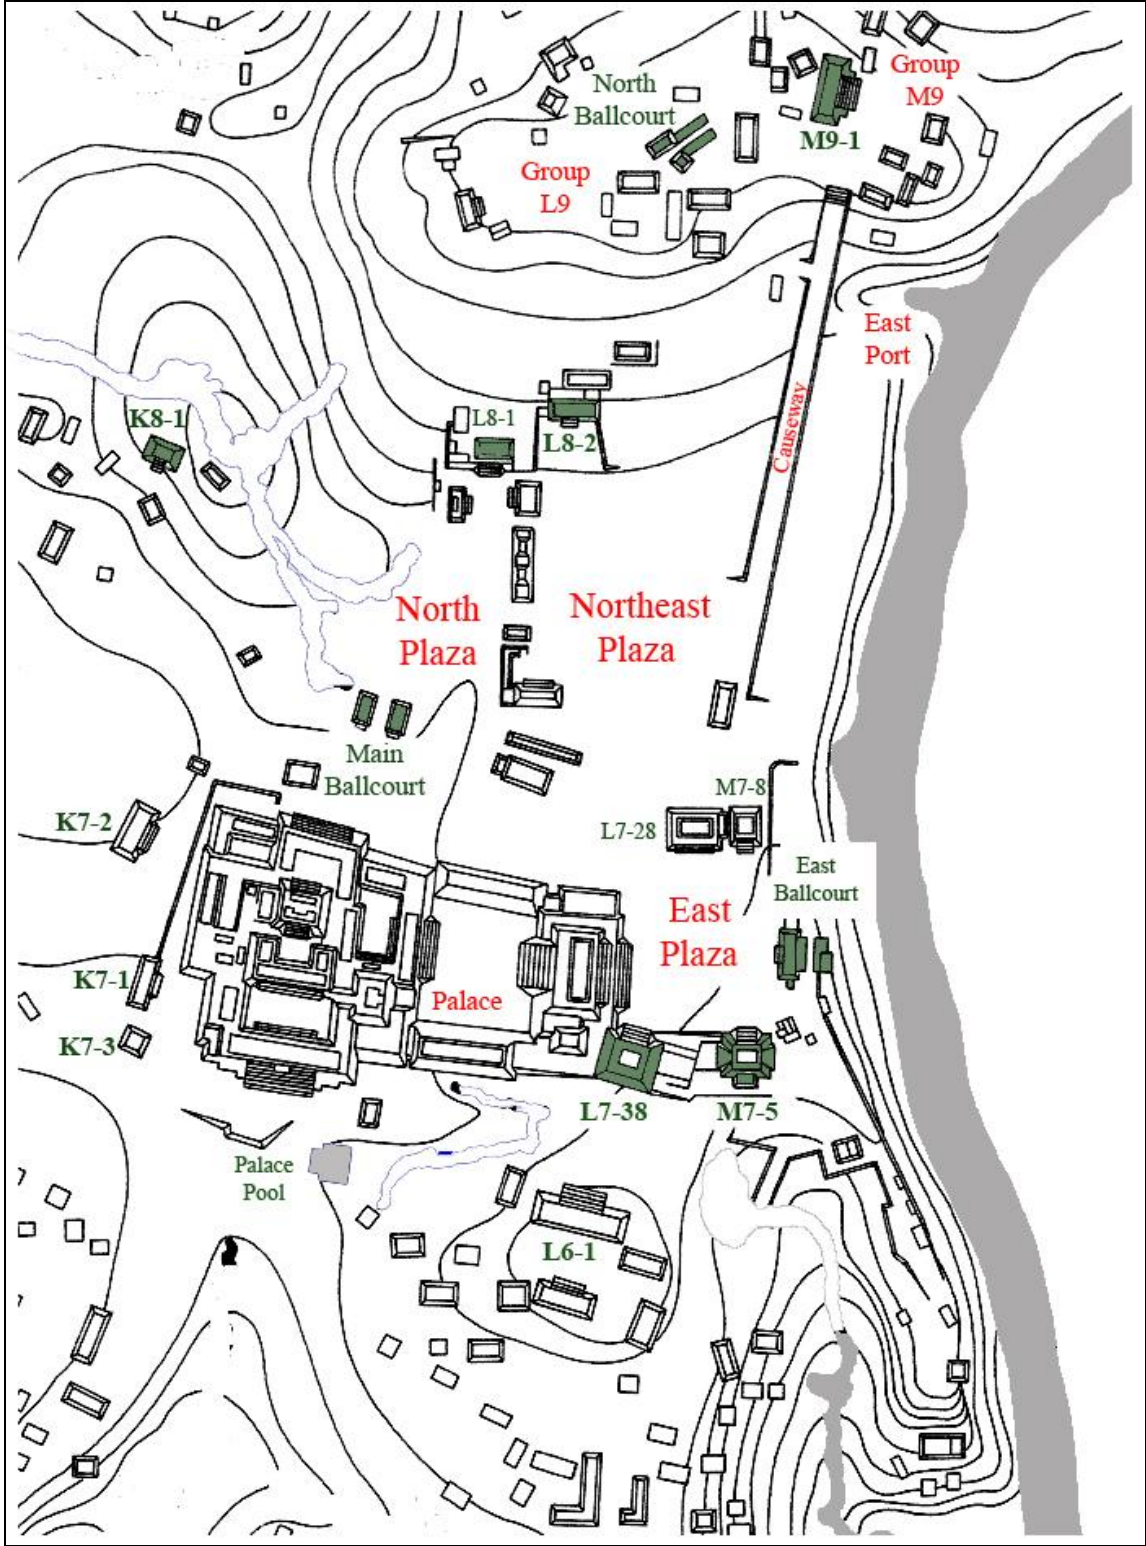 Group
M9
North
Ballcourt
M9-1
Group
L9
East
Port
Causeway
K8-1
L8-1
L8-2
North
Plaza
Northeast
Plaza
Main
Ballcourt
M7-8
K7-2
L7-28
East
Ballcourt
East
Plaza
K7-1
Palace
K7-3
L7-38
M7-5
Palace
Pool
L6-1